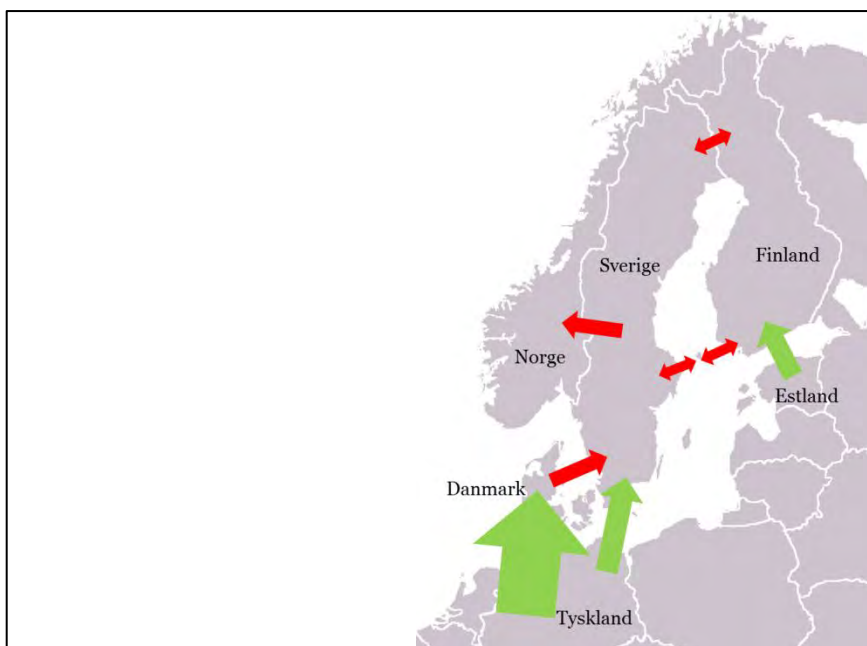 Finland
Sverige
Norge
Estland
Danmark
Tyskland